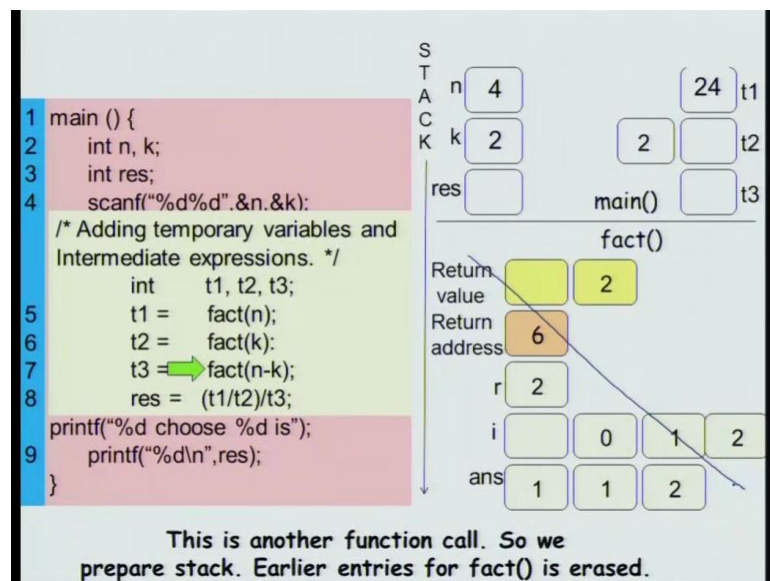 1 main () {
2 int n, k;
3 int res;
4 scanf("%d%d".&n.&k):
/* Adding temporary variables and
Intermediate expressions. */
int t1, t2, t3;
5 t1 = fact(n);
6 t2 = fact(k):
7 t3 = fact(n-k);
8 res = (t1/t2)/t3;
printf("%d choose %d is");
9 printf("%d\n",res);
}
STACK
n 4
k 2
res
24 t1
2 t2
t3
main()
fact()
Return
value
2
Return
address
6
r 2
i 0 1 2
ans 1 1 2
This is another function call. So we
prepare stack. Earlier entries for fact() is erased.